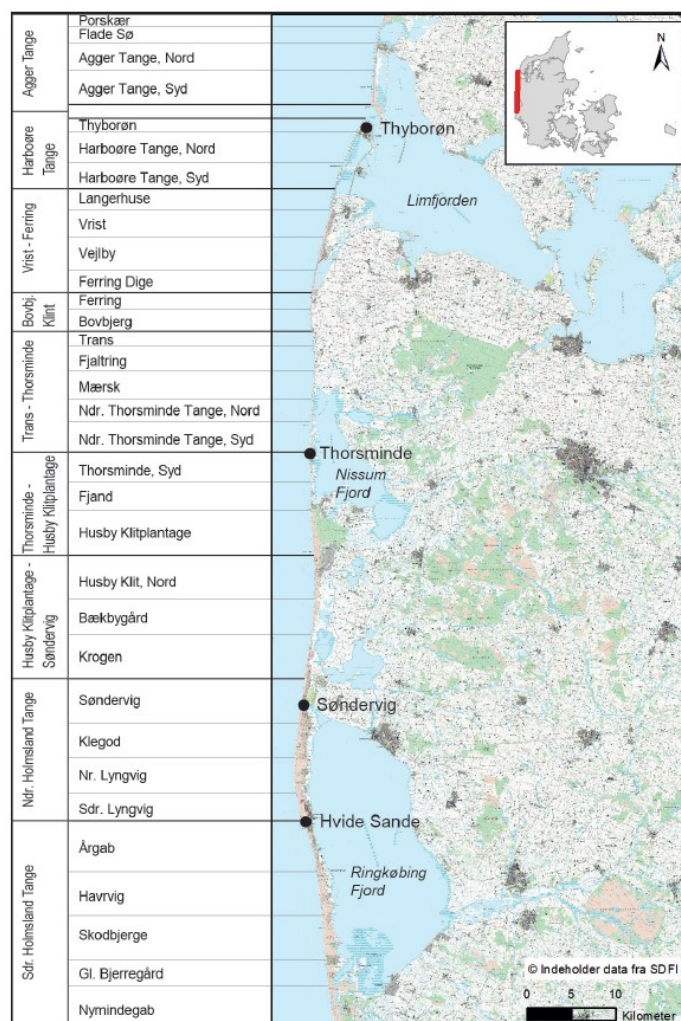 Agger Tange
Porskær
Flade Sø
Agger Tange, Nord
Agger Tange, Syd
Harboøre
Tange
Thyborøn
Harboøre Tange, Nord
Harboøre Tange, Syd
Vrist - Ferring
Langerhuse
Vrist
Vejlby
Ferring Dige
Bovbj.
Klint
Ferring
Bovbjerg
Trans - Thorsminde
Trans
Fjaltring
Mærsk
Ndr. Thorsminde Tange, Nord
Ndr. Thorsminde Tange, Syd
Thorsminde -
Husby Klitplantage
Thorsminde, Syd
Fjand
Husby Klitplantage
Husby Klitplantage -
Søndervig
Husby Klit, Nord
Bækbygård
Krogen
Ndr. Holmsland Tange
Søndervig
Klegod
Nr. Lyngvig
Sdr. Lyngvig
Sdr. Holmsland Tange
Årgab
Havrvig
Skodbjerge
Gl. Bjerregård
Nymindegab
N
Thyborøn
Limfjorden
Thorsminde
Nissum
Fjord
Søndervig
Hvide Sande
Ringkøbing
Fjord
© Indeholder data fra SDFI
0 5 10
Kilometer